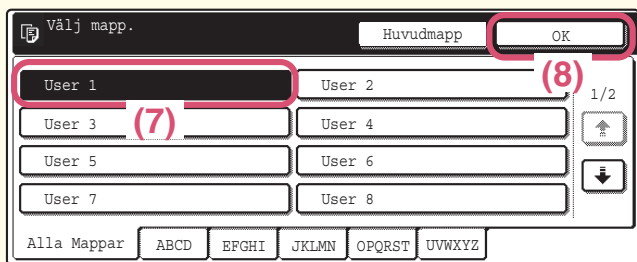 Välj mapp. Huvudmapp OK
(8)
User 1 User 2 1/2
(7)
User 3 User 4
User 5 User 6
User 7 User 8
Alla Mappar ABCD EFGHI JKLMN OPQRST UVWXYZ